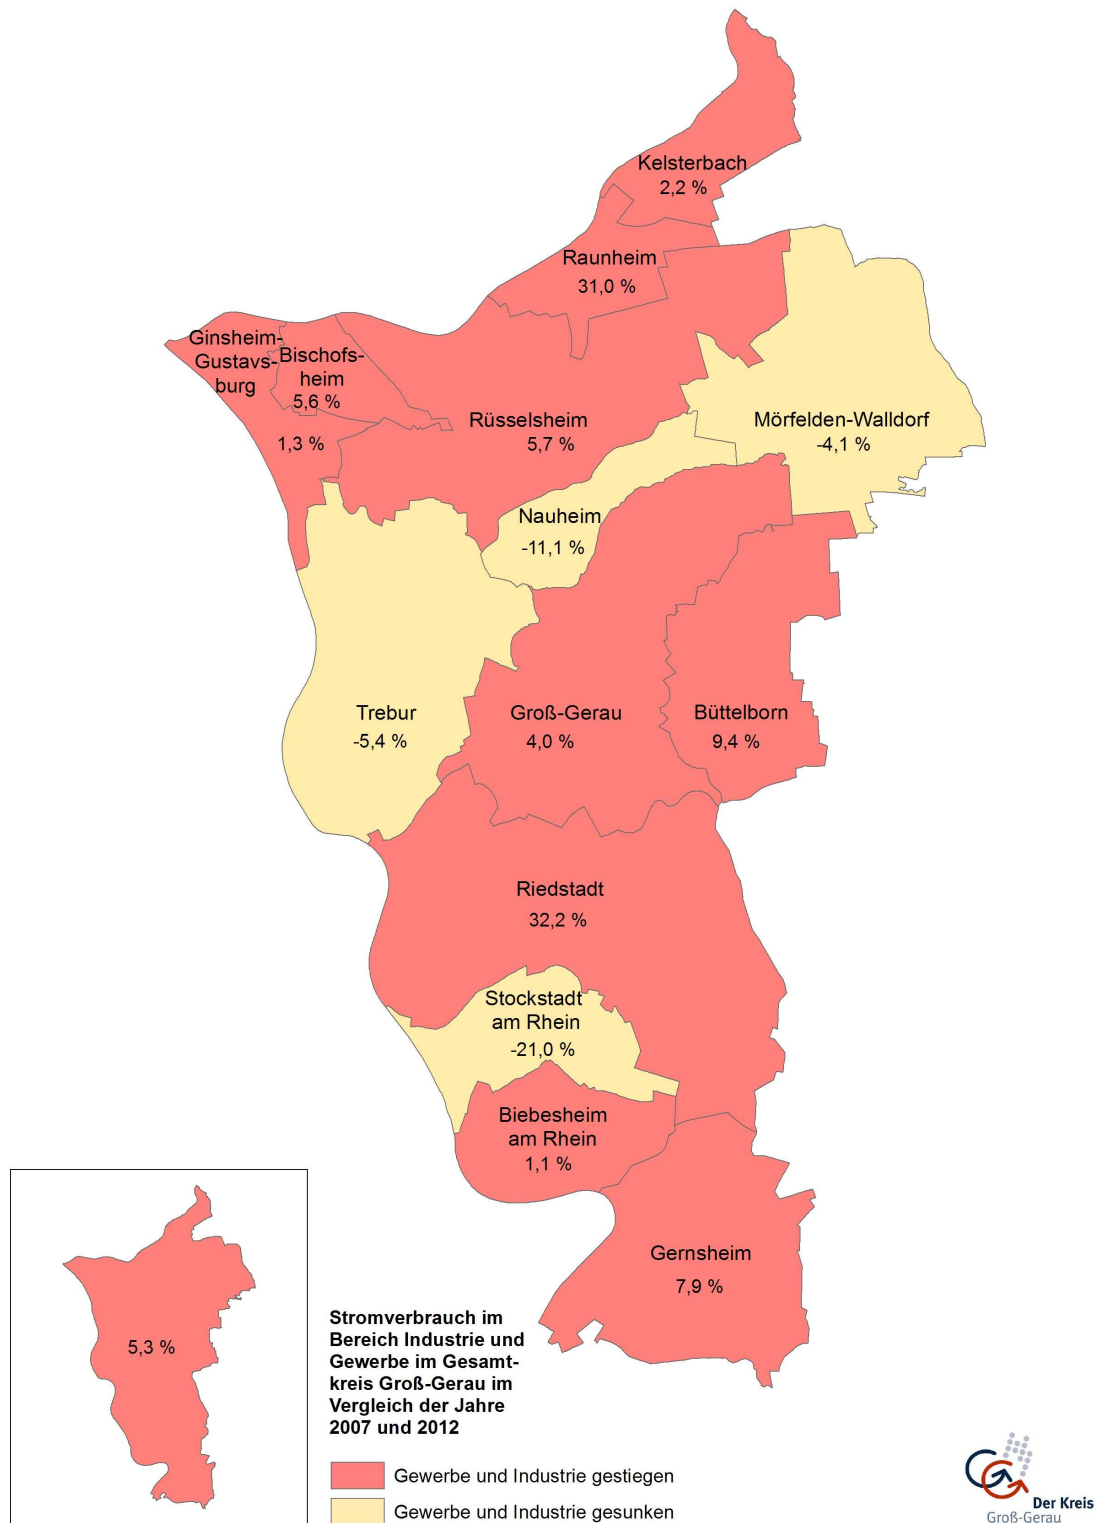 Kelsterbach
2,2 %
Raunheim
31,0 %
Ginsheim-
Gustavs-
burg
1,3 %
Bischofs-
heim
5,6 %
Rüsselsheim
5,7 %
Mörfelden-Walldorf
-4,1 %
Nauheim
-11,1 %
Trebur
-5,4 %
Groß-Gerau
4,0 %
Büttelborn
9,4 %
Riedstadt
32,2 %
Stockstadt
am Rhein
-21,0 %
Biebesheim
am Rhein
1,1 %
Gernsheim
7,9 %
5,3 %
Stromverbrauch im
Bereich Industrie und
Gewerbe im Gesamt-
kreis Groß-Gerau im
Vergleich der Jahre
2007 und 2012
Gewerbe und Industrie gestiegen
Gewerbe und Industrie gesunken
Der Kreis
Groß-Gerau